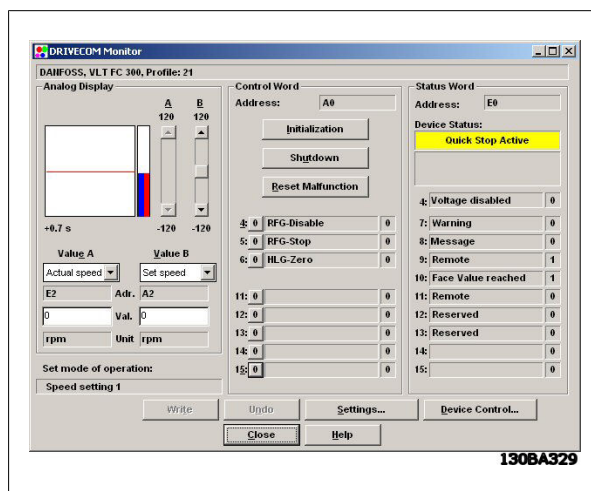 DRIVECOM Monitor
DANFOSS, VLT FC 300, Profile: 21
Analog Display
A B
120 120
-120 -120
+0.7 s
Value A Value B
Actual speed Set speed
E2 Adr. A2
0 Val. 0
rpm Unit rpm
Set mode of operation:
Speed setting 1
Control Word
Address: A0
Initialization
Shutdown
Reset Malfunction
4: 0 RFG-Disable 0
5: 0 RFG-Stop 0
6: 0 HLG-Zero 0
11: 0 0
12: 0 0
13: 0 0
14: 0 0
15: 0 0
Status Word
Address: E0
Device Status:
Quick Stop Active
4: Voltage disabled 0
7: Warning 0
8: Message 0
9: Remote 1
10: Face Value reached 1
11: Remote 0
12: Reserved 0
13: Reserved 0
14: 0
15: 0
Write Undo Settings... Device Control...
Close Help
130BA329